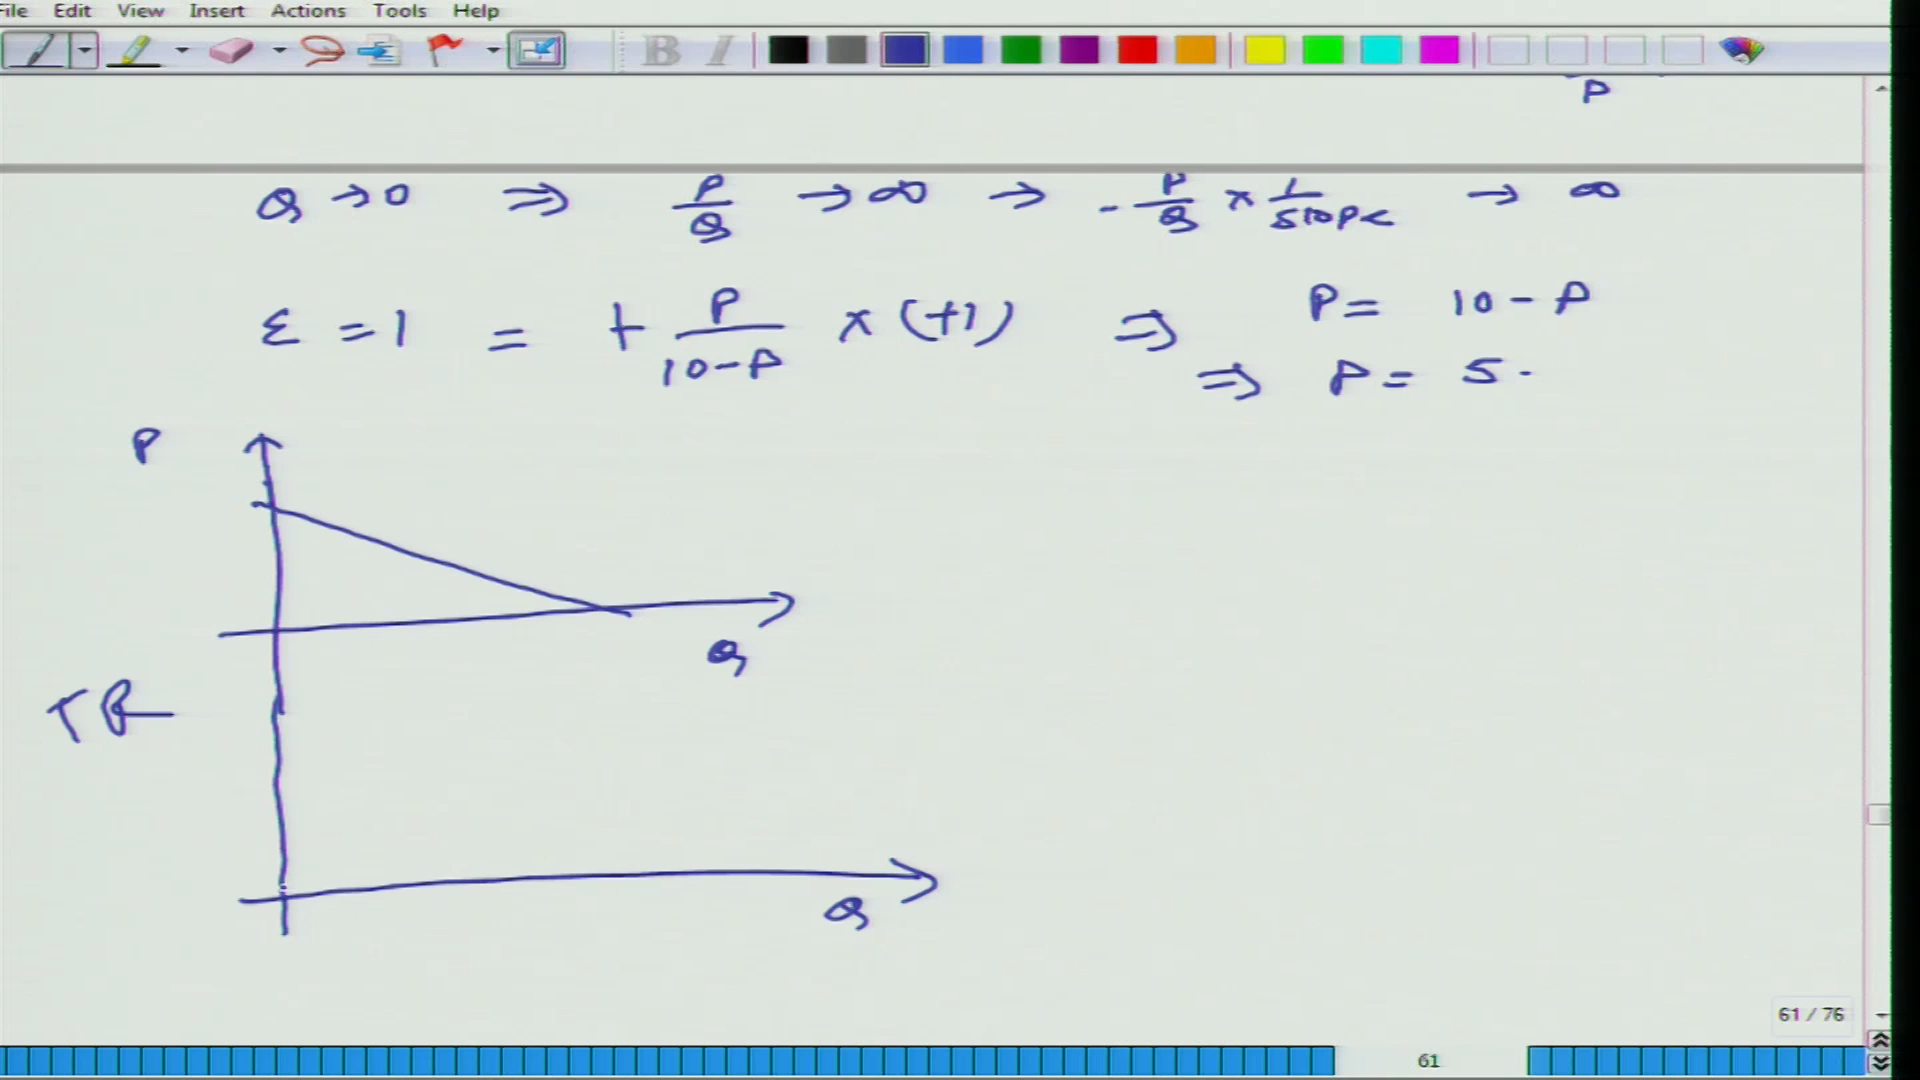 File Edit View Insert Actions Tools Help
B I
P
Q → 0 ⇒ P/Q → ∞ → - P/Q × 1/slope → ∞
ε = 1 = + P/10-P × (+1) ⇒ P = 10 - P
⇒ P = 5.
P
Q
TR
Q
61 / 76
61